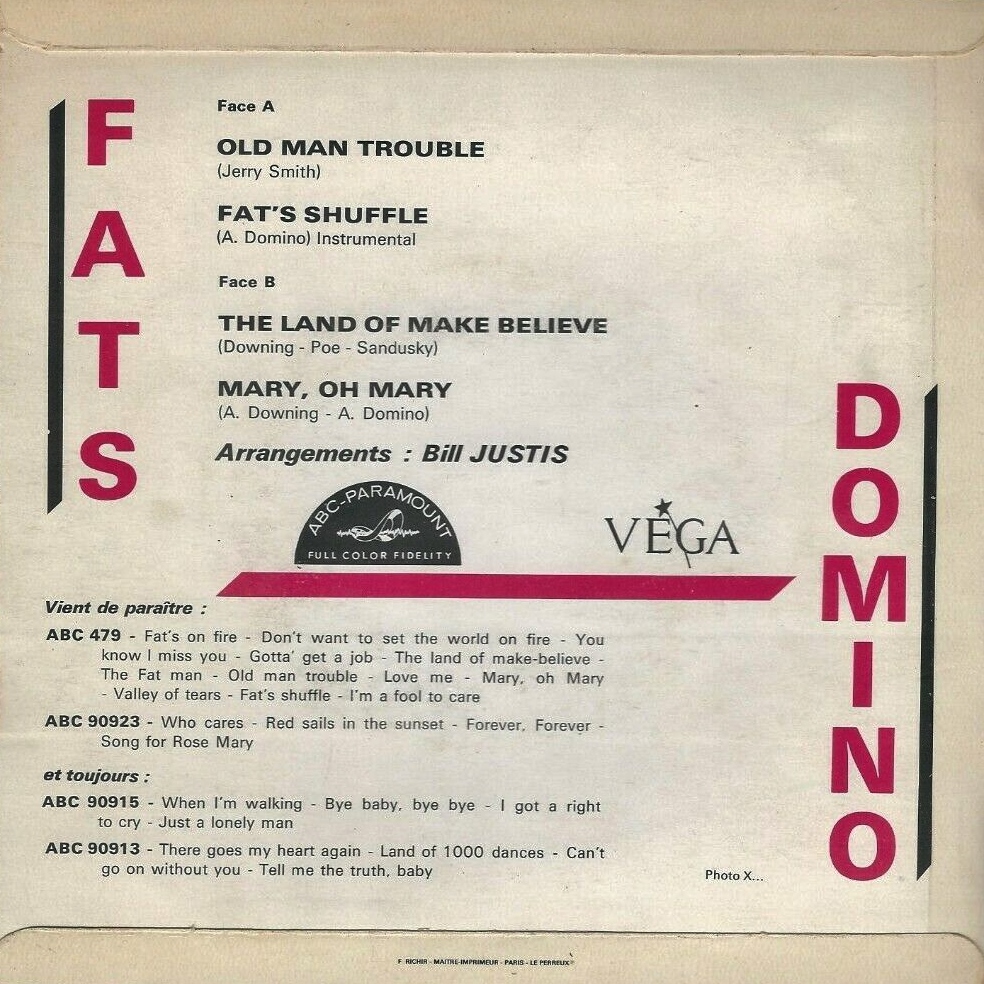 FATS
Face A
OLD MAN TROUBLE
(Jerry Smith)
FAT'S SHUFFLE
(A. Domino) Instrumental
Face B
THE LAND OF MAKE BELIEVE
(Downing - Poe - Sandusky)
MARY, OH MARY
(A. Downing - A. Domino)
Arrangements : Bill JUSTIS
DOMINO
ABC-PARAMOUNT
FULL COLOR FIDELITY
VEGA
Vient de paraître :
ABC 479 - Fat's on fire - Don't want to set the world on fire - You
know I miss you - Gotta' get a job - The land of make-believe -
The Fat man - Old man trouble - Love me - Mary, oh Mary
- Valley of tears - Fat's shuffle - I'm a fool to care
ABC 90923 - Who cares - Red sails in the sunset - Forever, Forever -
Song for Rose Mary
et toujours :
ABC 90915 - When I'm walking - Bye baby, bye bye - I got a right
to cry - Just a lonely man
ABC 90913 - There goes my heart again - Land of 1000 dances - Can't
go on without you - Tell me the truth, baby
Photo X...
F. RICHIR - MAITRE-IMPRIMEUR - PARIS - LE PERREUX